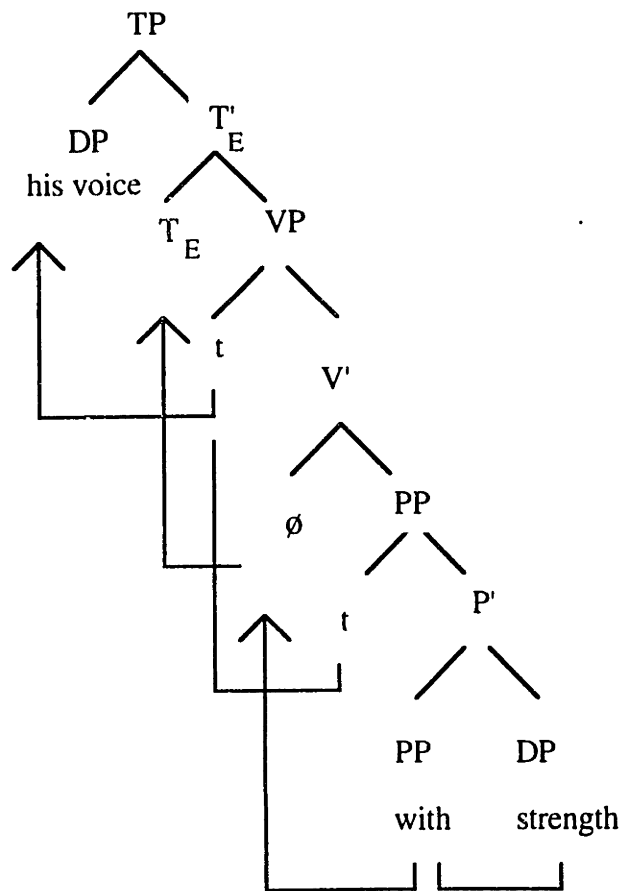 TP
DP T'E
his voice
TE VP
t
V'
ø PP
t P'
PP DP
with strength